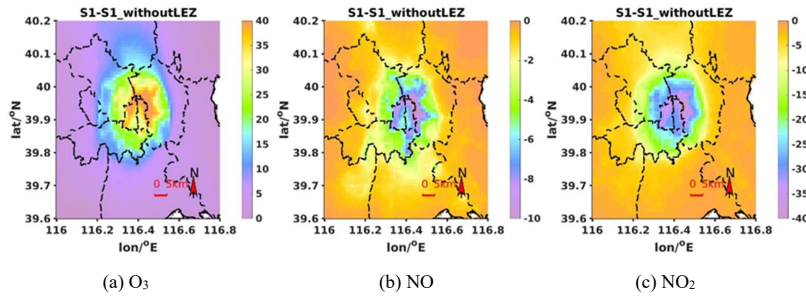 S1-S1_withoutLEZ
40.2
40.1
40
39.9
39.8
39.7
39.6
lat/°N
116 116.2 116.4 116.6 116.8
lon/°E
N
0 5km
40
35
30
25
20
15
10
5
0
S1-S1_withoutLEZ
40.2
40.1
40
39.9
39.8
39.7
39.6
lat/°N
116 116.2 116.4 116.6 116.8
lon/°E
N
0 5km
0
-2
-4
-6
-8
-10
S1-S1_withoutLEZ
40.2
40.1
40
39.9
39.8
39.7
39.6
lat/°N
116 116.2 116.4 116.6 116.8
lon/°E
N
0 5km
0
-5
-10
-15
-20
-25
-30
-35
-40
(a) O₃ (b) NO (c) NO₂